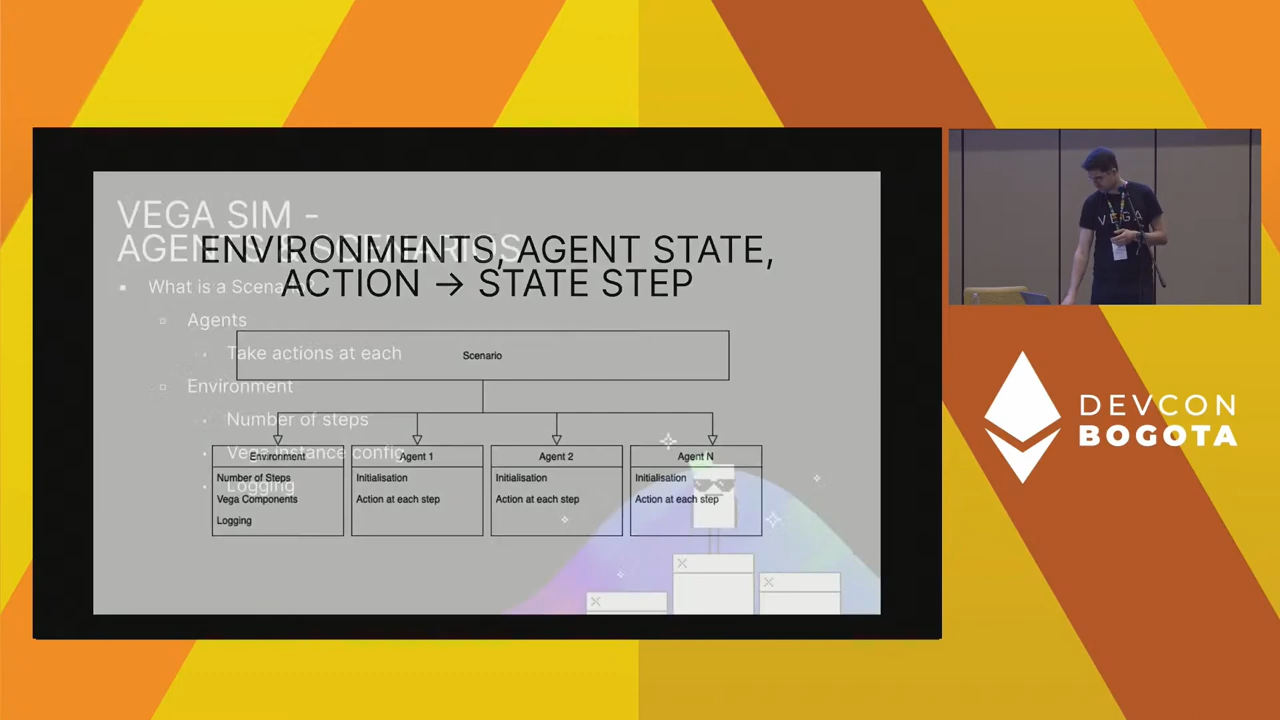 VEGA SIM -
AGENTS & SCENARIOS
What is a Scenario?
Agents
Take actions at each
Environment
Number of steps
Vega instance config
Logging
ENVIRONMENTS, AGENT STATE,
ACTION → STATE STEP
Scenario
Environment
Number of Steps
Vega Components
Logging
Agent 1
Initialisation
Action at each step
Agent 2
Initialisation
Action at each step
Agent N
Initialisation
Action at each step
VEGA
DEVCON
BOGOTA